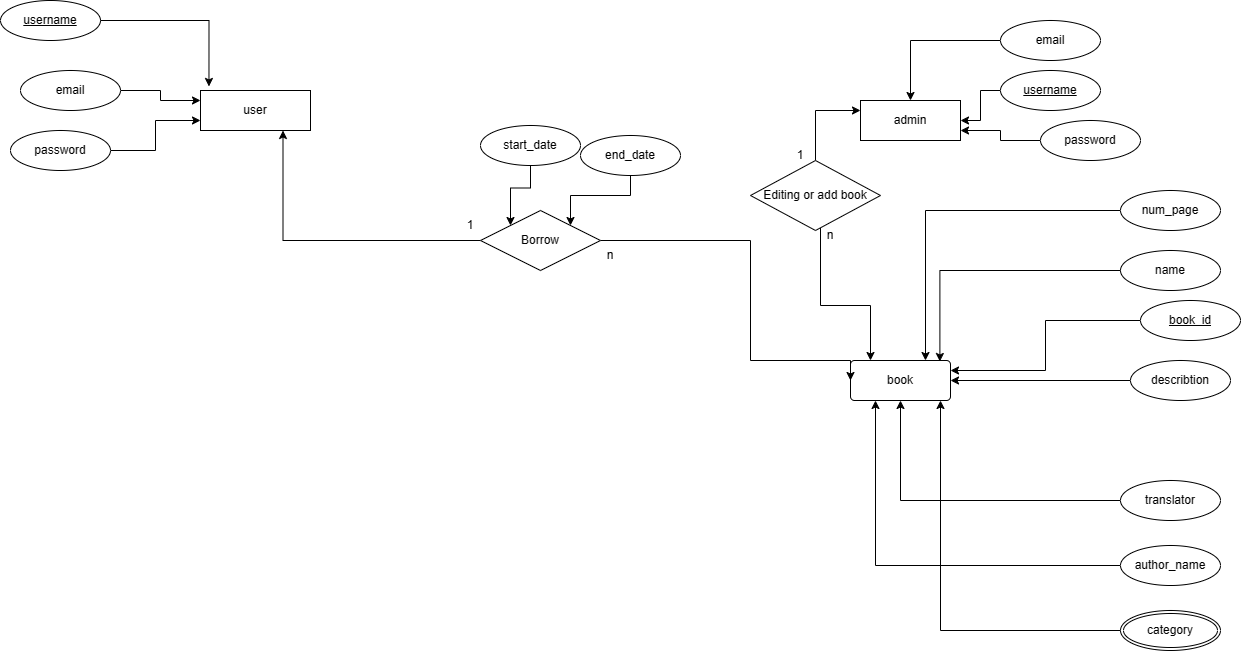 username
email
email
user
username
admin
password
start_date
end_date
password
1
Editing or add book
num_page
1
Borrow
n
n
name
book_id
book
describtion
translator
author_name
category